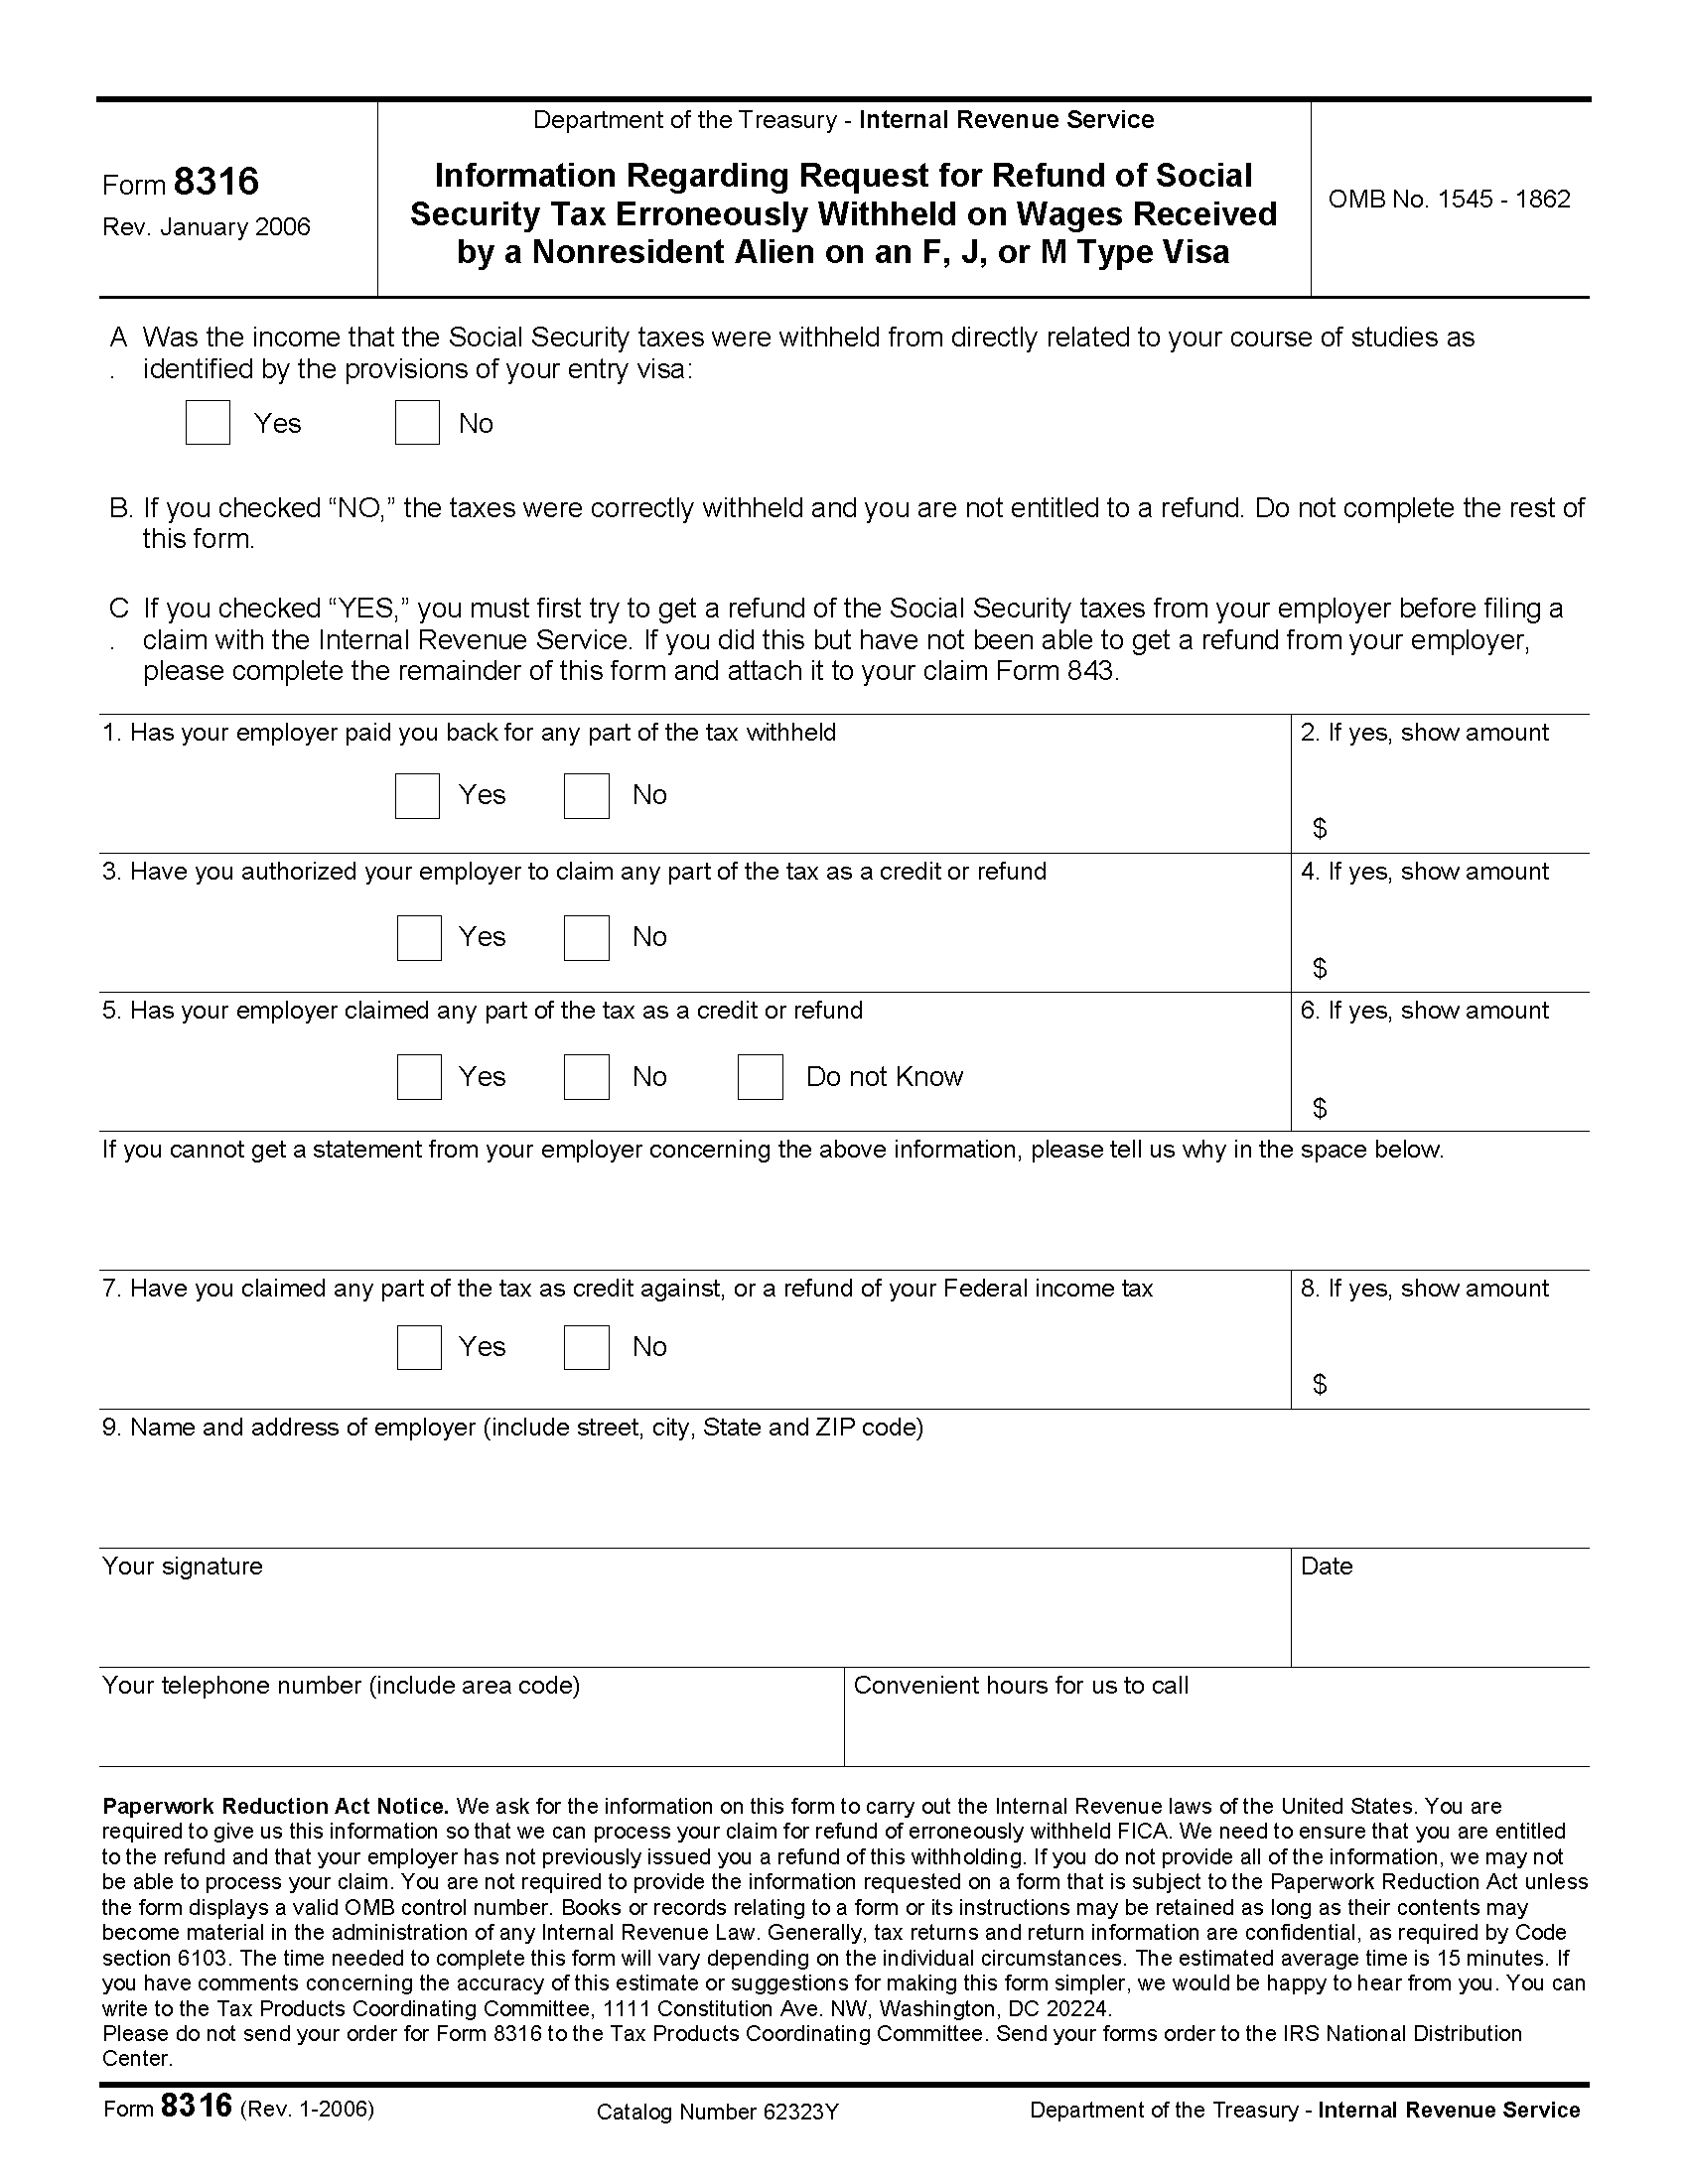 Department of the Treasury - Internal Revenue Service
Form 8316
Rev. January 2006
Information Regarding Request for Refund of Social
Security Tax Erroneously Withheld on Wages Received
by a Nonresident Alien on an F, J, or M Type Visa
OMB No. 1545 - 1862
A Was the income that the Social Security taxes were withheld from directly related to your course of studies as
. identified by the provisions of your entry visa:
Yes No
B. If you checked “NO,” the taxes were correctly withheld and you are not entitled to a refund. Do not complete the rest of
this form.
C If you checked “YES,” you must first try to get a refund of the Social Security taxes from your employer before filing a
. claim with the Internal Revenue Service. If you did this but have not been able to get a refund from your employer,
please complete the remainder of this form and attach it to your claim Form 843.
1. Has your employer paid you back for any part of the tax withheld
Yes No
2. If yes, show amount
$
3. Have you authorized your employer to claim any part of the tax as a credit or refund
Yes No
4. If yes, show amount
$
5. Has your employer claimed any part of the tax as a credit or refund
Yes No Do not Know
6. If yes, show amount
$
If you cannot get a statement from your employer concerning the above information, please tell us why in the space below.
7. Have you claimed any part of the tax as credit against, or a refund of your Federal income tax
Yes No
8. If yes, show amount
$
9. Name and address of employer (include street, city, State and ZIP code)
Your signature
Date
Your telephone number (include area code)
Convenient hours for us to call
Paperwork Reduction Act Notice. We ask for the information on this form to carry out the Internal Revenue laws of the United States. You are
required to give us this information so that we can process your claim for refund of erroneously withheld FICA. We need to ensure that you are entitled
to the refund and that your employer has not previously issued you a refund of this withholding. If you do not provide all of the information, we may not
be able to process your claim. You are not required to provide the information requested on a form that is subject to the Paperwork Reduction Act unless
the form displays a valid OMB control number. Books or records relating to a form or its instructions may be retained as long as their contents may
become material in the administration of any Internal Revenue Law. Generally, tax returns and return information are confidential, as required by Code
section 6103. The time needed to complete this form will vary depending on the individual circumstances. The estimated average time is 15 minutes. If
you have comments concerning the accuracy of this estimate or suggestions for making this form simpler, we would be happy to hear from you. You can
write to the Tax Products Coordinating Committee, 1111 Constitution Ave. NW, Washington, DC 20224.
Please do not send your order for Form 8316 to the Tax Products Coordinating Committee. Send your forms order to the IRS National Distribution
Center.
Form 8316 (Rev. 1-2006) Catalog Number 62323Y Department of the Treasury - Internal Revenue Service